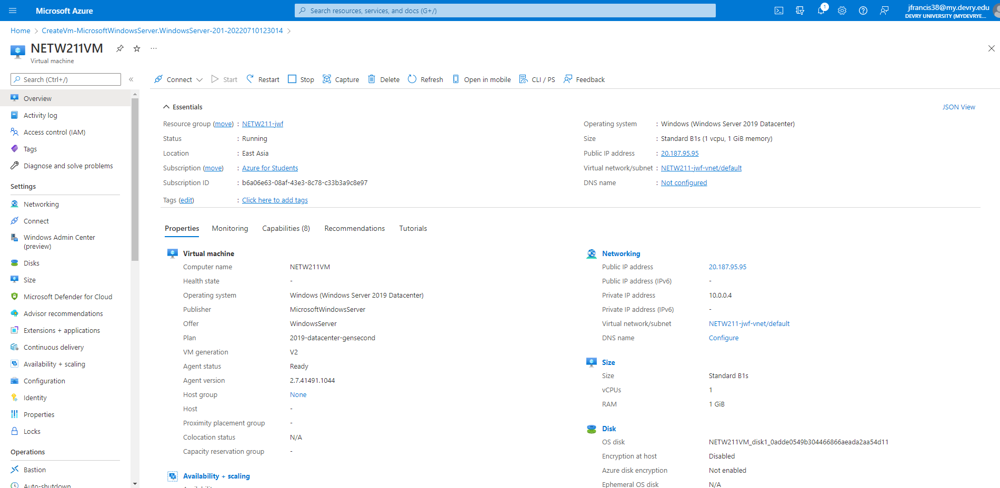 Microsoft Azure
Search resources, services, and docs (G+/)
1
jfrancis38@my.devry.edu
DEVRY UNIVERSITY (MYDEVRYE...
Home > CreateVm-MicrosoftWindowsServer.WindowsServer-201-20220710123014 >
NETW211VM
Virtual machine
Search (Ctrl+/)
Overview
Activity log
Access control (IAM)
Tags
Diagnose and solve problems
Settings
Networking
Connect
Windows Admin Center
(preview)
Disks
Size
Microsoft Defender for Cloud
Advisor recommendations
Extensions + applications
Continuous delivery
Availability + scaling
Configuration
Identity
Properties
Locks
Operations
Bastion
Auto-shutdown
Connect Start Restart Stop Capture Delete Refresh Open in mobile CLI / PS Feedback
Essentials
JSON View
Resource group (move) : NETW211-jwf
Status : Running
Location : East Asia
Subscription (move) : Azure for Students
Subscription ID : b6a06e63-08af-43e3-8c78-c33b3a9c8e97
Tags (edit) : Click here to add tags
Operating system : Windows (Windows Server 2019 Datacenter)
Size : Standard B1s (1 vcpu, 1 GiB memory)
Public IP address : 20.187.95.95
Virtual network/subnet : NETW211-jwf-vnet/default
DNS name : Not configured
Properties Monitoring Capabilities (8) Recommendations Tutorials
Virtual machine
Computer name NETW211VM
Health state -
Operating system Windows (Windows Server 2019 Datacenter)
Publisher MicrosoftWindowsServer
Offer WindowsServer
Plan 2019-datacenter-gensecond
VM generation V2
Agent status Ready
Agent version 2.7.41491.1044
Host group None
Host -
Proximity placement group -
Colocation status N/A
Capacity reservation group -
Availability + scaling
Networking
Public IP address 20.187.95.95
Public IP address (IPv6) -
Private IP address 10.0.0.4
Private IP address (IPv6) -
Virtual network/subnet NETW211-jwf-vnet/default
DNS name Configure
Size
Size Standard B1s
vCPUs 1
RAM 1 GiB
Disk
OS disk NETW211VM_disk1_0adde0549b304466866aeada2aa54d11
Encryption at host Disabled
Azure disk encryption Not enabled
Ephemeral OS disk N/A